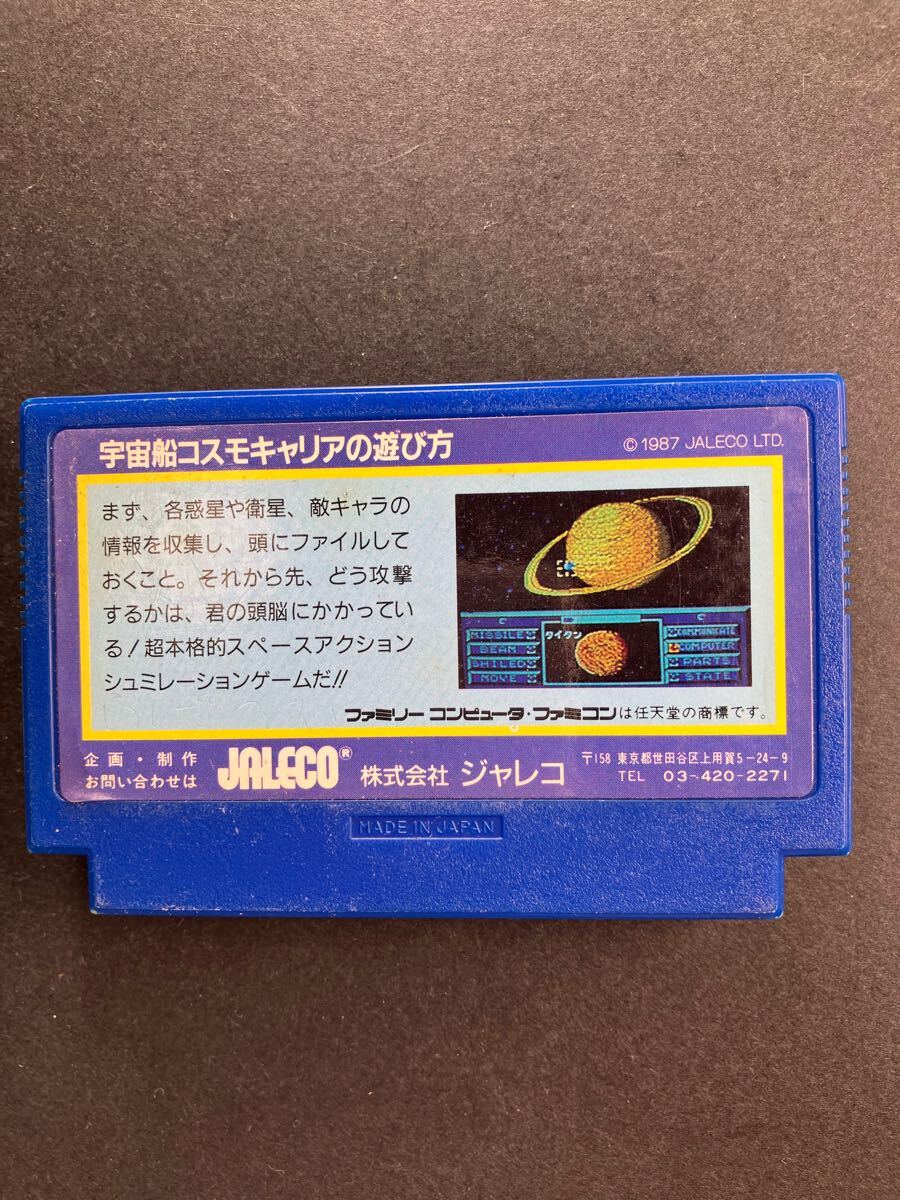 宇宙船コスモキャリアの遊び方
©1987 JALECO LTD.
まず、各惑星や衛星、敵キャラの
情報を収集し、頭にファイルして
おくこと。それから先、どう攻撃
するかは、君の頭脳にかかってい
る!超本格的スペースアクション
シュミレーションゲームだ!!
MISSILE
BEAM
SHILED
MOVE
タイタン
COMMUNICATE
COMPUTER
PARTS
STATE
ファミリーコンピュータ・ファミコンは任天堂の商標です。
企画・制作
お問い合わせは
JALECO® 株式会社 ジャレコ
〒158 東京都世田谷区上用賀5-24-9
TEL 03-420-2271
MADE IN JAPAN